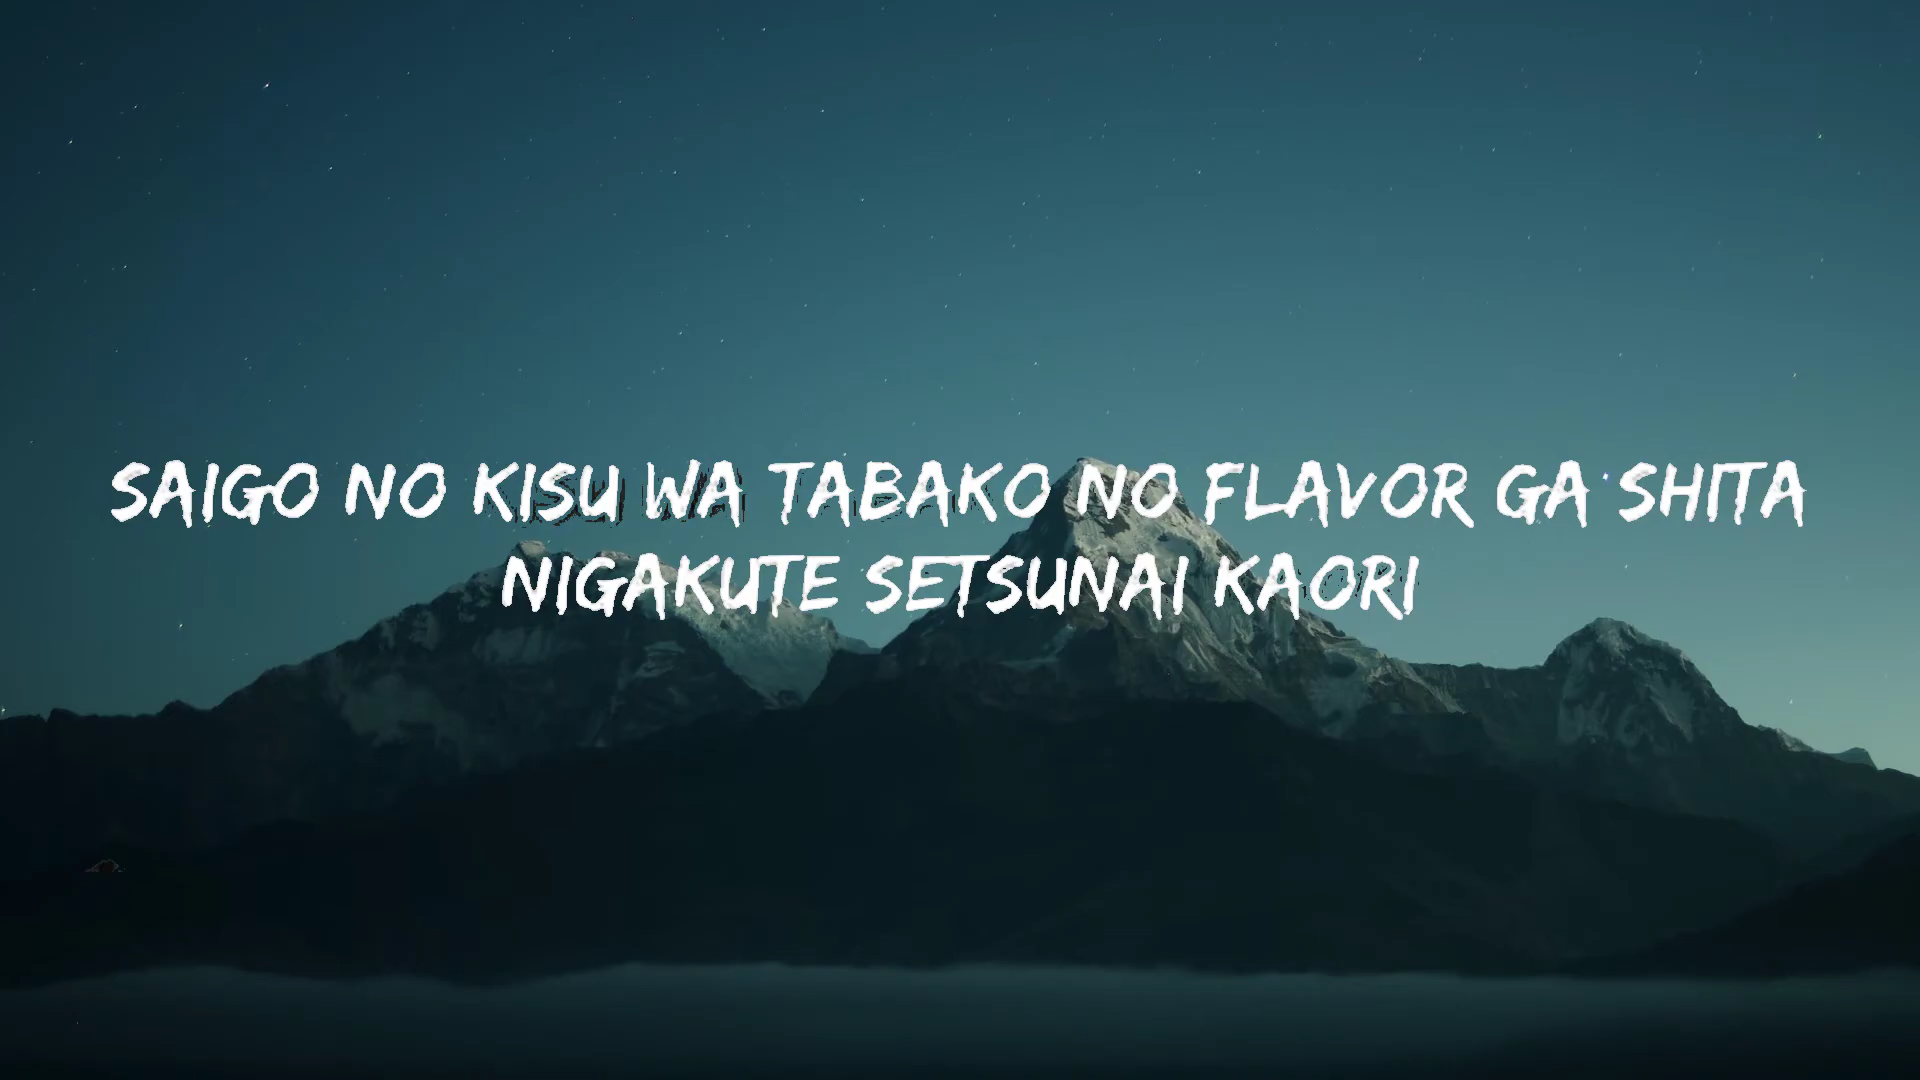 SAIGO NO KISU WA TABAKO NO FLAVOR GA SHITA
NIGAKUTE SETSUNAI KAORI